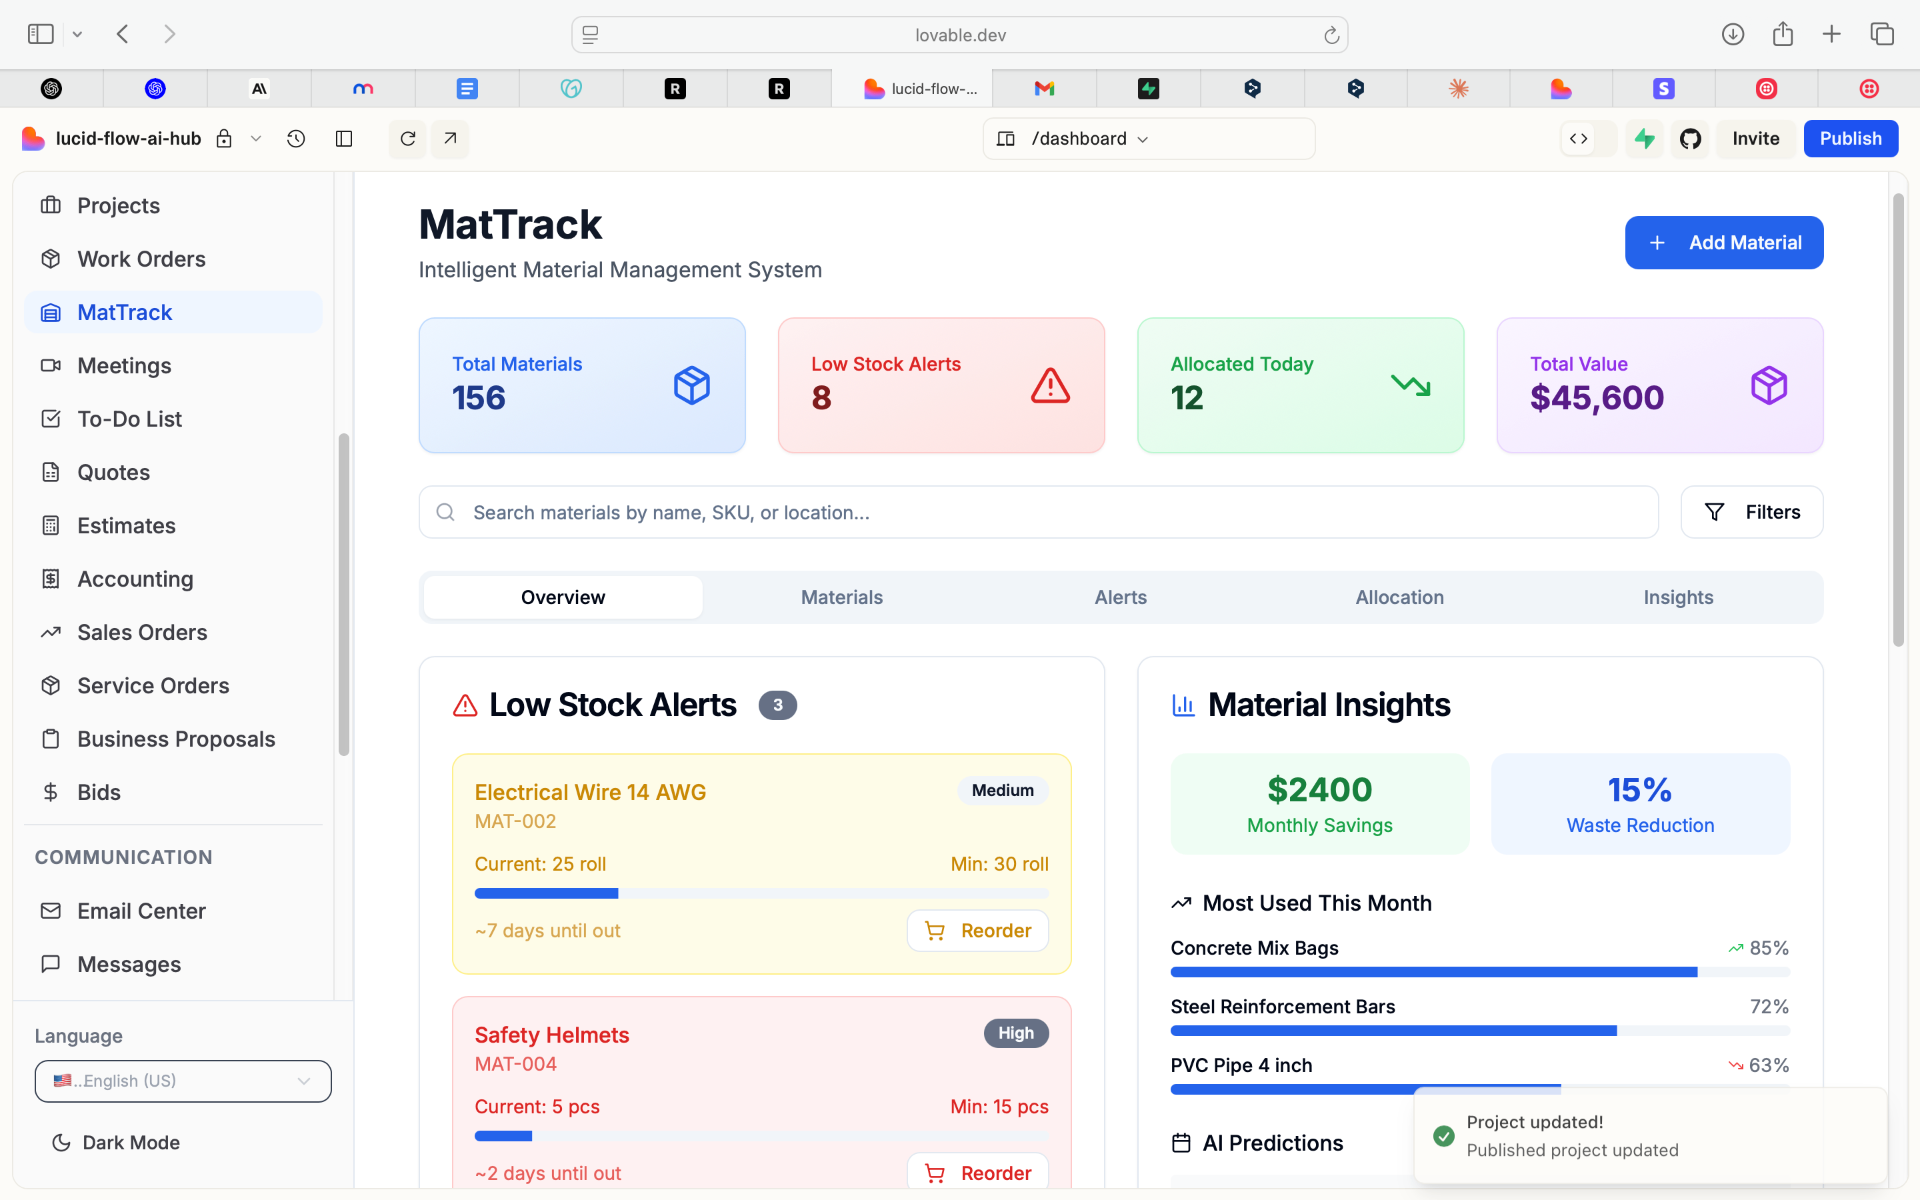 lovable.dev
lucid-flow-...
lucid-flow-ai-hub
/dashboard
Invite
Publish
Projects
Work Orders
MatTrack
Meetings
To-Do List
Quotes
Estimates
Accounting
Sales Orders
Service Orders
Business Proposals
Bids
COMMUNICATION
Email Center
Messages
Language
English (US)
Dark Mode
MatTrack
Intelligent Material Management System
Add Material
Total Materials
156
Low Stock Alerts
8
Allocated Today
12
Total Value
$45,600
Search materials by name, SKU, or location...
Filters
Overview
Materials
Alerts
Allocation
Insights
Low Stock Alerts
3
Electrical Wire 14 AWG
Medium
MAT-002
Current: 25 roll
Min: 30 roll
~7 days until out
Reorder
Safety Helmets
High
MAT-004
Current: 5 pcs
Min: 15 pcs
~2 days until out
Reorder
Material Insights
$2400
Monthly Savings
15%
Waste Reduction
Most Used This Month
Concrete Mix Bags
85%
Steel Reinforcement Bars
72%
PVC Pipe 4 inch
63%
AI Predictions
Project updated!
Published project updated